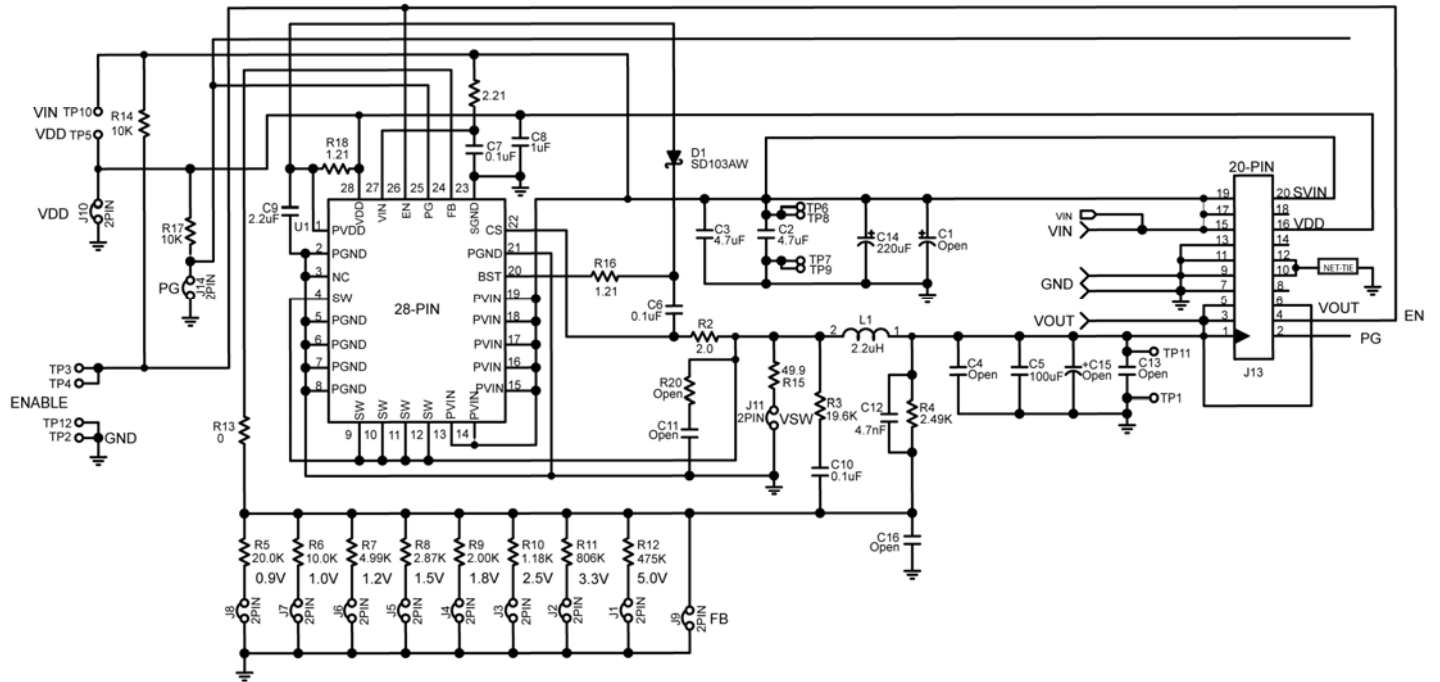 VIN TP10
VDD TP5
R14
10K
VDD
J10
2PIN
R17
10K
PG
J14
2PIN
TP3
TP4
ENABLE
TP12
TP2
GND
R13
0
R18
1.21
C9
2.2uF
U1
2.21
C7
0.1uF
C8
1uF
28 27 26 25 24 23
VDD VIN EN PG FB SGND
28-PIN
1 PVDD
2 PGND
3 NC
4 SW
5 PGND
6 PGND
7 PGND
8 PGND
22 CS
21 PGND
20 BST
19 PVIN
18 PVIN
17 PVIN
16 PVIN
15 PVIN
SW SW SW SW PVIN PVIN
9 10 11 12 13 14
D1
SD103AW
R16
1.21
C6
0.1uF
R2
2.0
R20
Open
C11
Open
49.9
R15
J11
2PIN
VSW
R3
19.6K
C10
0.1uF
2 L1 1
2.2uH
C12
4.7nF
R4
2.49K
C16
Open
C3
4.7uF
TP6
TP8
C2
4.7uF
TP7
TP9
+
C14
220uF
+
C1
Open
C4
Open
C5
100uF
+C15
Open
TP11
C13
Open
TP1
20-PIN
19
17
15
13
11
9
7
5
3
1
20 SVIN
18
16 VDD
14
12
10
8
6
4
2
J13
VIN
VIN
GND
VOUT
NET-TIE
VOUT
EN
PG
R5
20.0K
0.9V
J8
2PIN
R6
10.0K
1.0V
J7
2PIN
R7
4.99K
1.2V
J6
2PIN
R8
2.87K
1.5V
J5
2PIN
R9
2.00K
1.8V
J4
2PIN
R10
1.18K
2.5V
J3
2PIN
R11
806K
3.3V
J2
2PIN
R12
475K
5.0V
J1
2PIN
J9
2PIN
FB